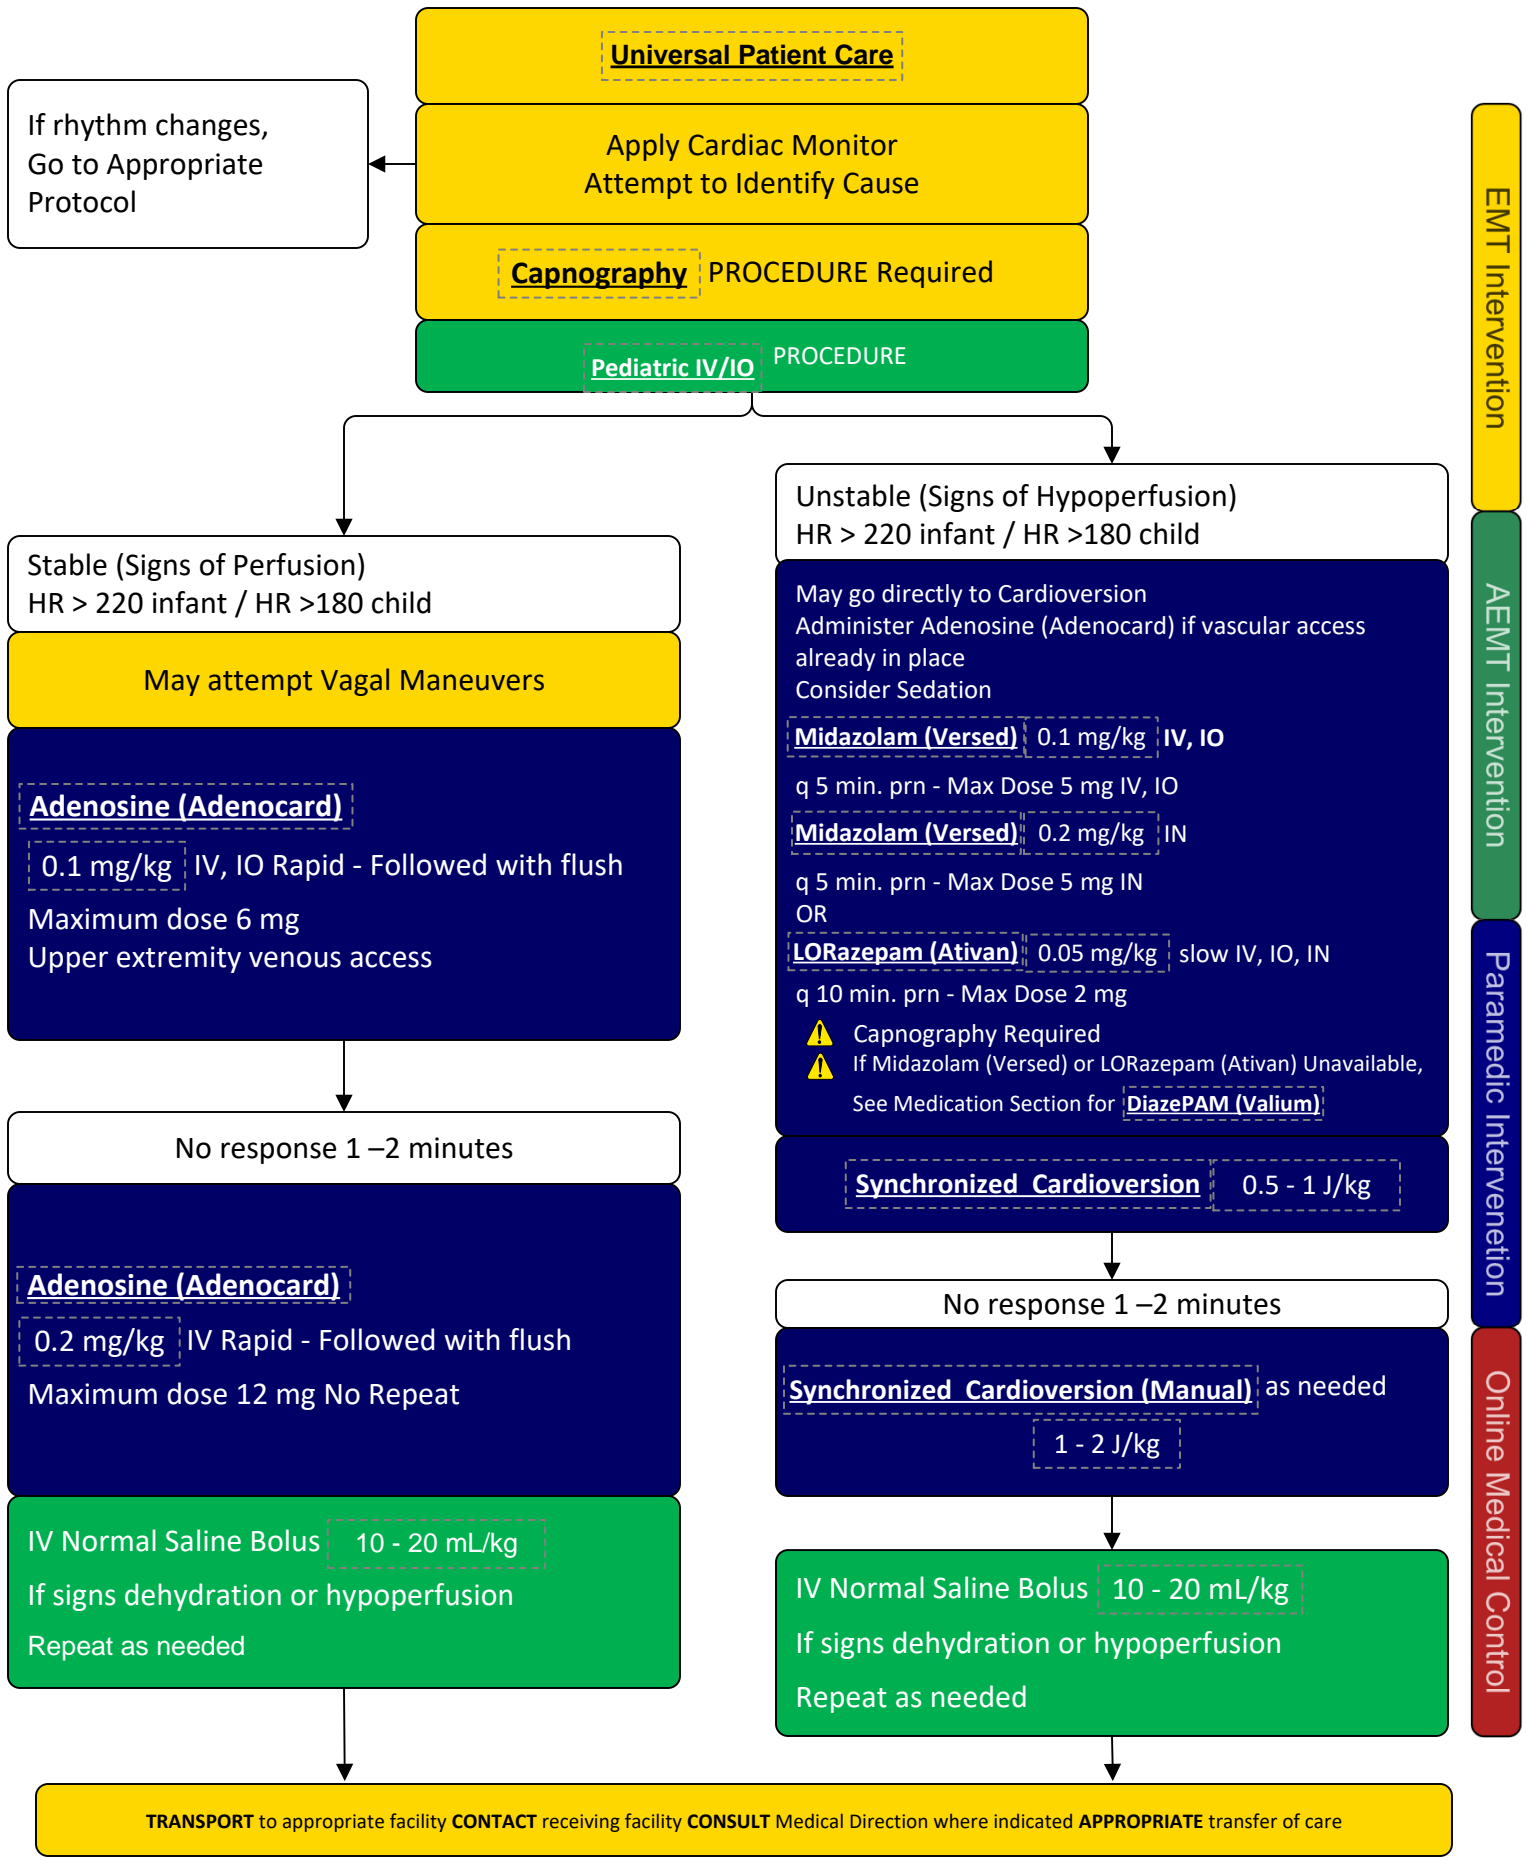 Universal Patient Care
If rhythm changes,
Go to Appropriate
Protocol
Apply Cardiac Monitor
Attempt to Identify Cause
Capnography PROCEDURE Required
Pediatric IV/IO PROCEDURE
Stable (Signs of Perfusion)
HR > 220 infant / HR >180 child
May attempt Vagal Maneuvers
Adenosine (Adenocard)
0.1 mg/kg IV, IO Rapid - Followed with flush
Maximum dose 6 mg
Upper extremity venous access
No response 1 –2 minutes
Adenosine (Adenocard)
0.2 mg/kg IV Rapid - Followed with flush
Maximum dose 12 mg No Repeat
IV Normal Saline Bolus 10 - 20 mL/kg
If signs dehydration or hypoperfusion
Repeat as needed
Unstable (Signs of Hypoperfusion)
HR > 220 infant / HR >180 child
May go directly to Cardioversion
Administer Adenosine (Adenocard) if vascular access
already in place
Consider Sedation
Midazolam (Versed) 0.1 mg/kg IV, IO
q 5 min. prn - Max Dose 5 mg IV, IO
Midazolam (Versed) 0.2 mg/kg IN
q 5 min. prn - Max Dose 5 mg IN
OR
LORazepam (Ativan) 0.05 mg/kg slow IV, IO, IN
q 10 min. prn - Max Dose 2 mg
Capnography Required
If Midazolam (Versed) or LORazepam (Ativan) Unavailable,
See Medication Section for DiazePAM (Valium)
Synchronized Cardioversion 0.5 - 1 J/kg
No response 1 –2 minutes
Synchronized Cardioversion (Manual) as needed
1 - 2 J/kg
IV Normal Saline Bolus 10 - 20 mL/kg
If signs dehydration or hypoperfusion
Repeat as needed
TRANSPORT to appropriate facility CONTACT receiving facility CONSULT Medical Direction where indicated APPROPRIATE transfer of care
EMT Intervention
AEMT Intervention
Paramedic Intervenetion
Online Medical Control